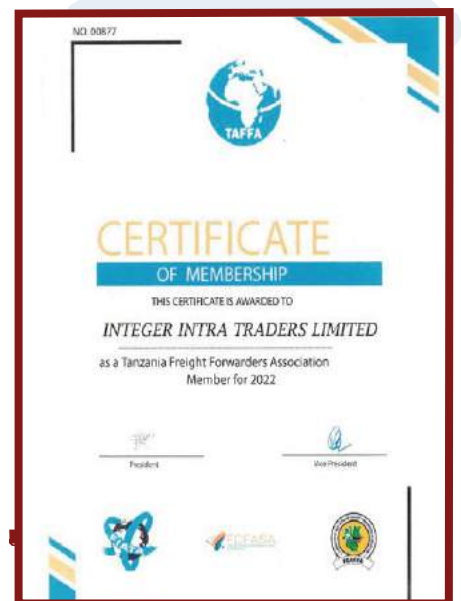 NO. 00877
TAFFA
CERTIFICATE
OF MEMBERSHIP
THIS CERTIFICATE IS AWARDED TO
INTEGER INTRA TRADERS LIMITED
as a Tanzania Freight Forwarders Association
Member for 2022
President
Vice President